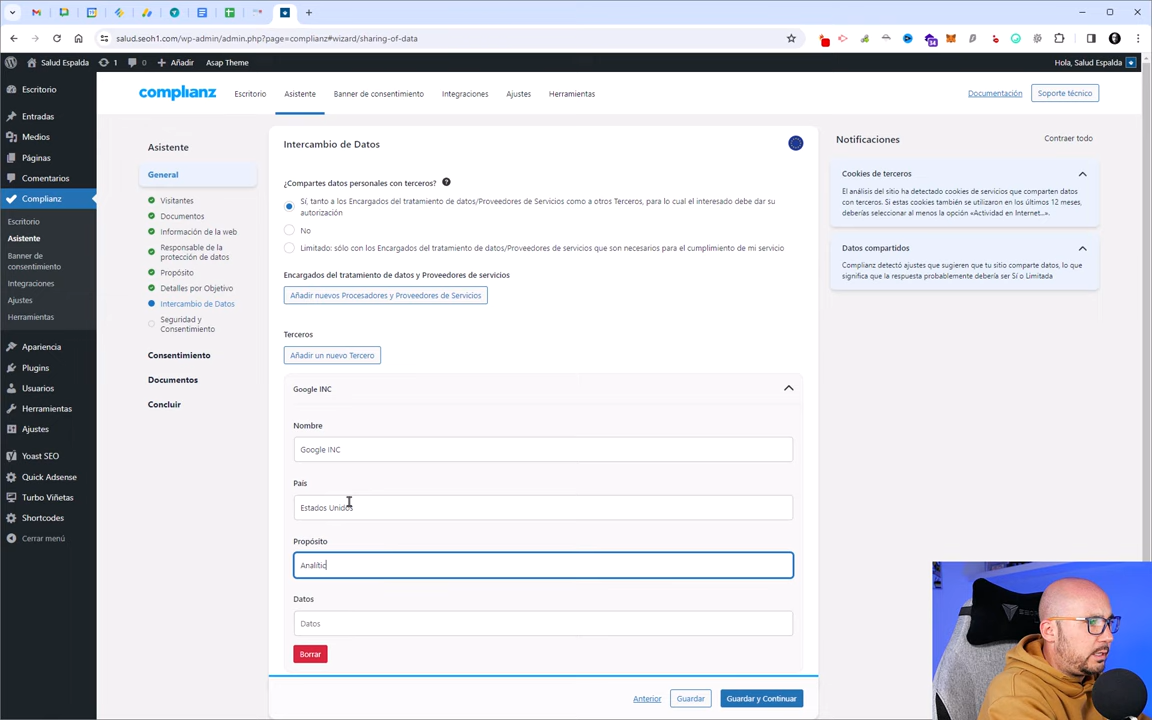 salud.seoh1.com/wp-admin/admin.php?page=complianz#wizard/sharing-of-data
Salud Espalda
1
Añadir
Asap Theme
Hola, Salud Espalda
Escritorio
Entradas
Medios
Páginas
Comentarios
Complianz
Escritorio
Asistente
Banner de
consentimiento
Integraciones
Ajustes
Herramientas
Apariencia
Plugins
Usuarios
Herramientas
Ajustes
Yoast SEO
Quick Adsense
Turbo Viñetas
Shortcodes
Cerrar menú
complianz
Escritorio
Asistente
Banner de consentimiento
Integraciones
Ajustes
Herramientas
Documentación
Soporte técnico
Asistente
General
Visitantes
Documentos
Información de la web
Responsable de la
protección de datos
Propósito
Detalles por Objetivo
Intercambio de Datos
Seguridad y
Consentimiento
Consentimiento
Documentos
Concluir
Intercambio de Datos
¿Compartes datos personales con terceros?
Sí, tanto a los Encargados del tratamiento de datos/Proveedores de Servicios como a otros Terceros, para lo cual el interesado debe dar su
autorización
No
Limitado: sólo con los Encargados del tratamiento de datos/Proveedores de servicios que son necesarios para el cumplimiento de mi servicio
Encargados del tratamiento de datos y Proveedores de servicios
Añadir nuevos Procesadores y Proveedores de Servicios
Terceros
Añadir un nuevo Tercero
Google INC
Nombre
Google INC
País
Estados Unidos
Propósito
Analític
Datos
Datos
Borrar
Anterior
Guardar
Guardar y Continuar
Notificaciones
Contraer todo
Cookies de terceros
El análisis del sitio ha detectado cookies de servicios que comparten datos
con terceros. Si estas cookies también se utilizaron en los últimos 12 meses,
deberías seleccionar al menos la opción «Actividad en Internet...».
Datos compartidos
Complianz detectó ajustes que sugieren que tu sitio comparte datos, lo que
significa que la respuesta probablemente debería ser Sí o Limitada